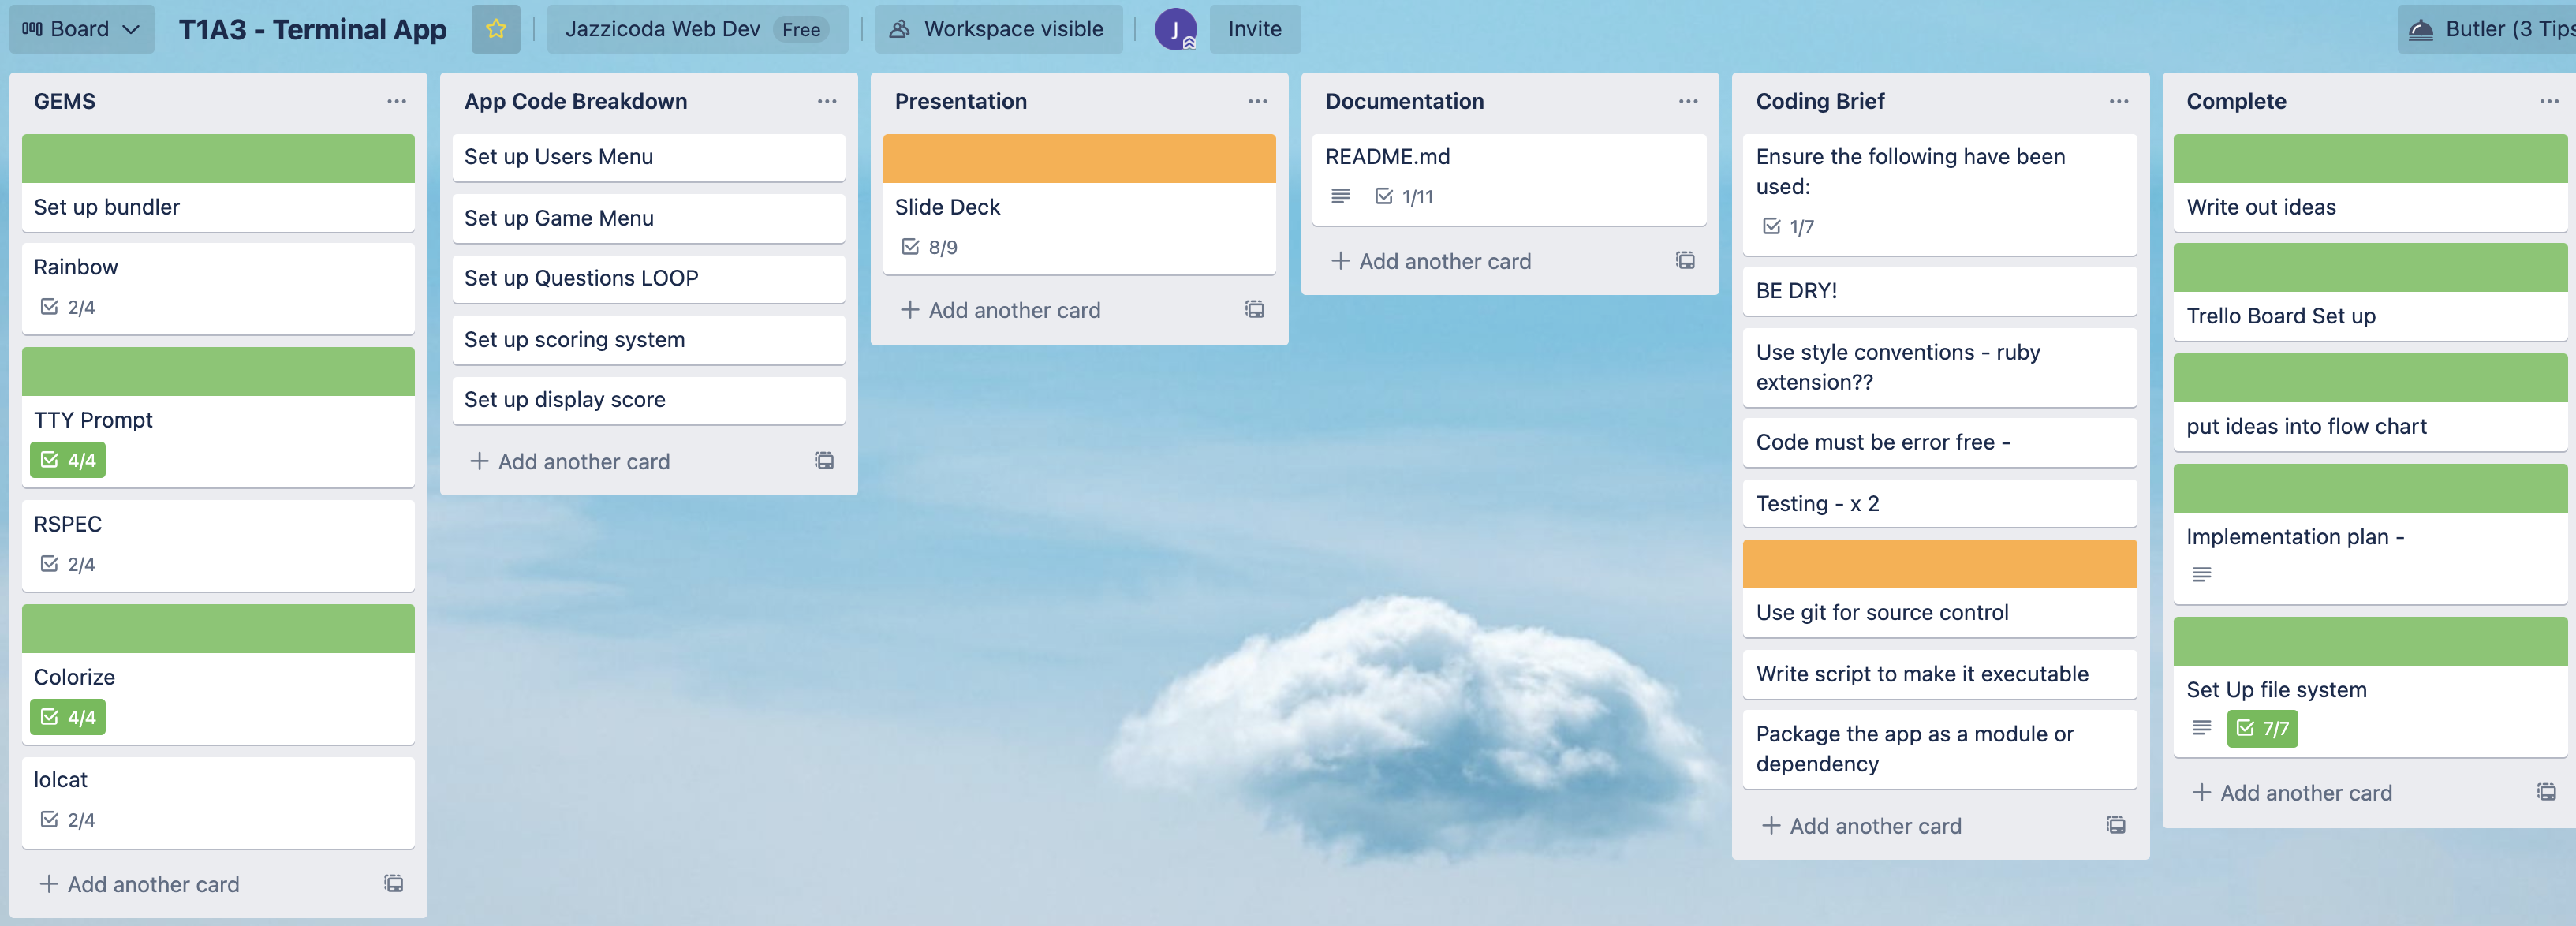 Board
T1A3 - Terminal App
Jazzicoda Web Dev Free
Workspace visible
J
Invite
Butler (3 Tips
GEMS
Set up bundler
Rainbow
2/4
TTY Prompt
4/4
RSPEC
2/4
Colorize
4/4
lolcat
2/4
+ Add another card
App Code Breakdown
Set up Users Menu
Set up Game Menu
Set up Questions LOOP
Set up scoring system
Set up display score
+ Add another card
Presentation
Slide Deck
8/9
+ Add another card
Documentation
README.md
1/11
+ Add another card
Coding Brief
Ensure the following have been
used:
1/7
BE DRY!
Use style conventions - ruby
extension??
Code must be error free -
Testing - x 2
Use git for source control
Write script to make it executable
Package the app as a module or
dependency
+ Add another card
Complete
Write out ideas
Trello Board Set up
put ideas into flow chart
Implementation plan -
Set Up file system
7/7
+ Add another card